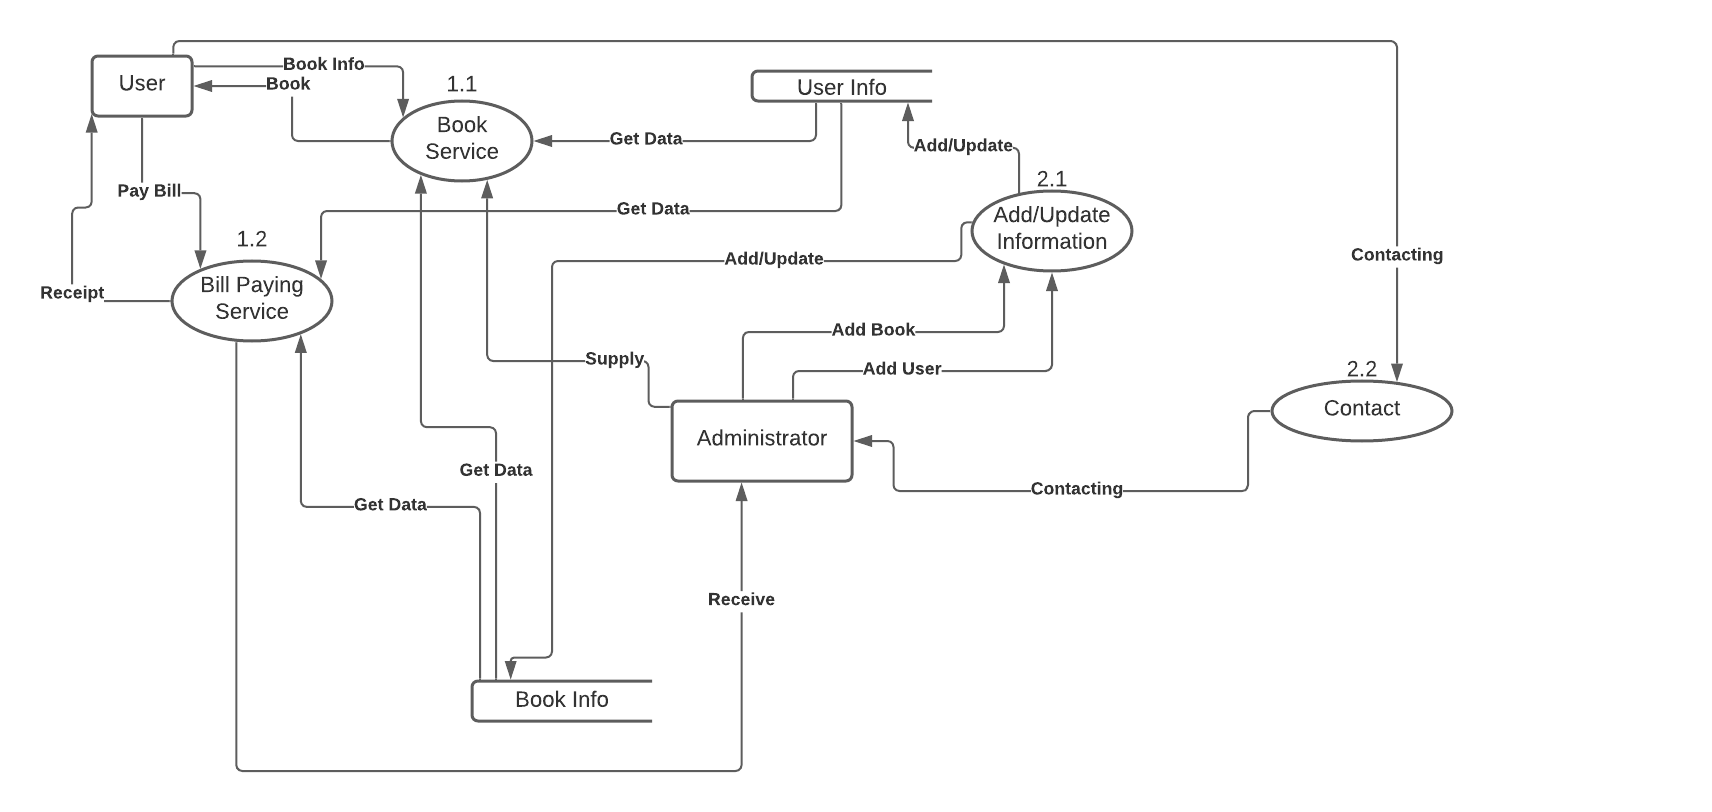 User
Book Info
Book
1.1
Book
Service
User Info
Get Data
Add/Update
2.1
Add/Update
Information
Pay Bill
Get Data
1.2
Bill Paying
Service
Receipt
Add/Update
Contacting
Add Book
Supply
Add User
2.2
Contact
Administrator
Get Data
Contacting
Get Data
Receive
Book Info